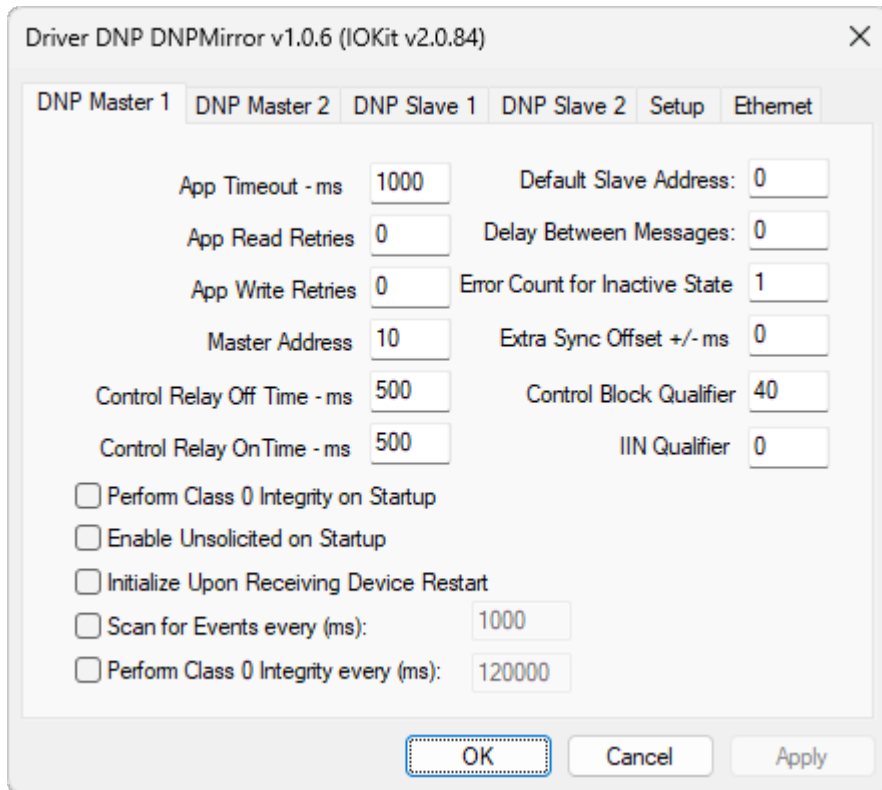 Driver DNP DNPMirror v1.0.6 (IOKit v2.0.84)
DNP Master 1 DNP Master 2 DNP Slave 1 DNP Slave 2 Setup Ethernet
App Timeout - ms 1000 Default Slave Address: 0
App Read Retries 0 Delay Between Messages: 0
App Write Retries 0 Error Count for Inactive State 1
Master Address 10 Extra Sync Offset +/- ms 0
Control Relay Off Time - ms 500 Control Block Qualifier 40
Control Relay OnTime - ms 500 IIN Qualifier 0
Perform Class 0 Integrity on Startup
Enable Unsolicited on Startup
Initialize Upon Receiving Device Restart
Scan for Events every (ms): 1000
Perform Class 0 Integrity every (ms): 120000
OK Cancel Apply